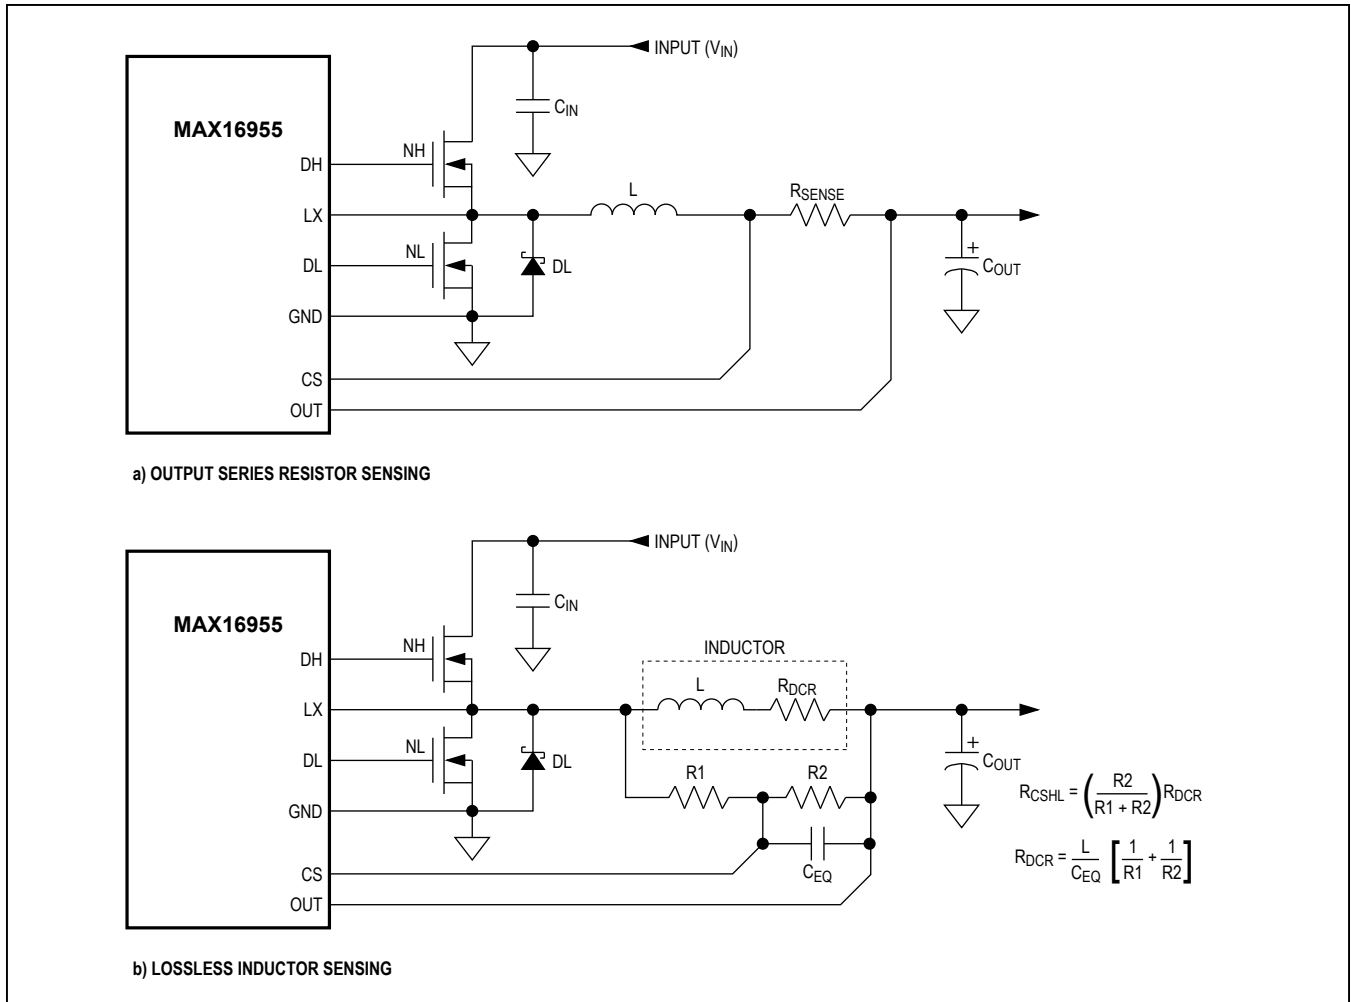 INPUT (VIN)
CIN
MAX16955
NH
DH
L
RSENSE
LX
NL
DL
DL
+
COUT
GND
CS
OUT
a) OUTPUT SERIES RESISTOR SENSING
INPUT (VIN)
CIN
MAX16955
NH
DH
INDUCTOR
L
RDCR
LX
NL
DL
DL
+
COUT
R1
R2
GND
CS
CEQ
OUT
RCSHL = (R2 / R1 + R2) RDCR
RDCR = L / CEQ [1 / R1 + 1 / R2]
b) LOSSLESS INDUCTOR SENSING